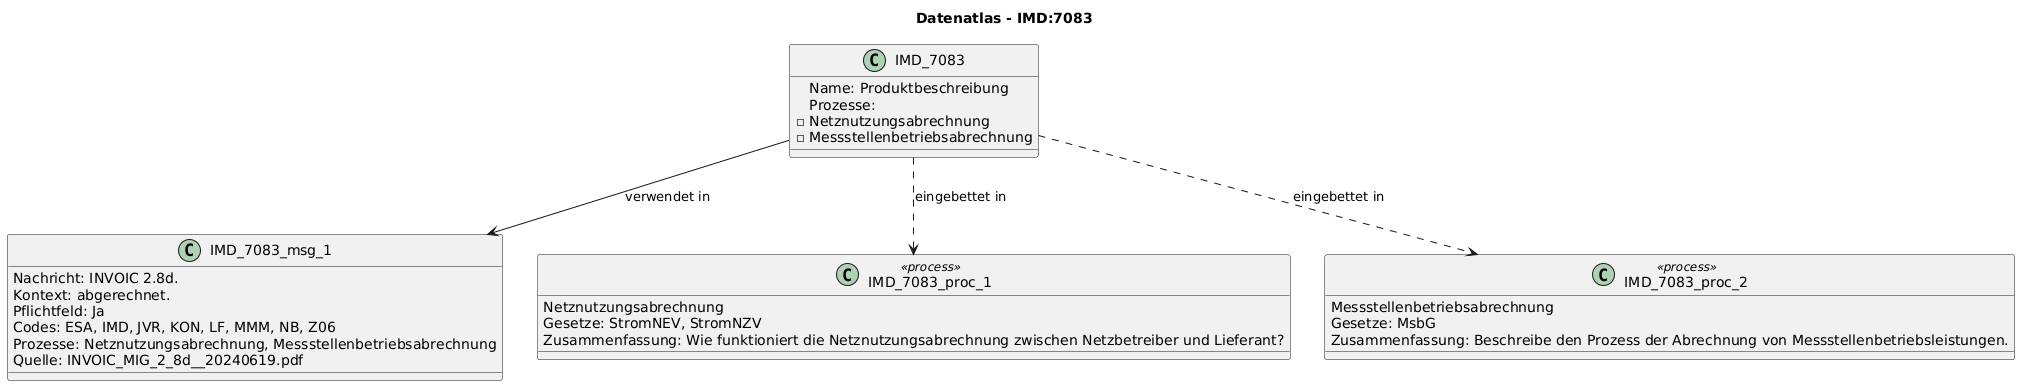 Datenatlas - IMD:7083
C IMD_7083
Name: Produktbeschreibung
Prozesse:
Netznutzungsabrechnung
Messstellenbetriebsabrechnung
verwendet in
eingebettet in
eingebettet in
C IMD_7083_msg_1
Nachricht: INVOIC 2.8d.
Kontext: abgerechnet.
Pflichtfeld: Ja
Codes: ESA, IMD, JVR, KON, LF, MMM, NB, Z06
Prozesse: Netznutzungsabrechnung, Messstellenbetriebsabrechnung
Quelle: INVOIC_MIG_2_8d__20240619.pdf
«process»
C IMD_7083_proc_1
Netznutzungsabrechnung
Gesetze: StromNEV, StromNZV
Zusammenfassung: Wie funktioniert die Netznutzungsabrechnung zwischen Netzbetreiber und Lieferant?
«process»
C IMD_7083_proc_2
Messstellenbetriebsabrechnung
Gesetze: MsbG
Zusammenfassung: Beschreibe den Prozess der Abrechnung von Messstellenbetriebsleistungen.